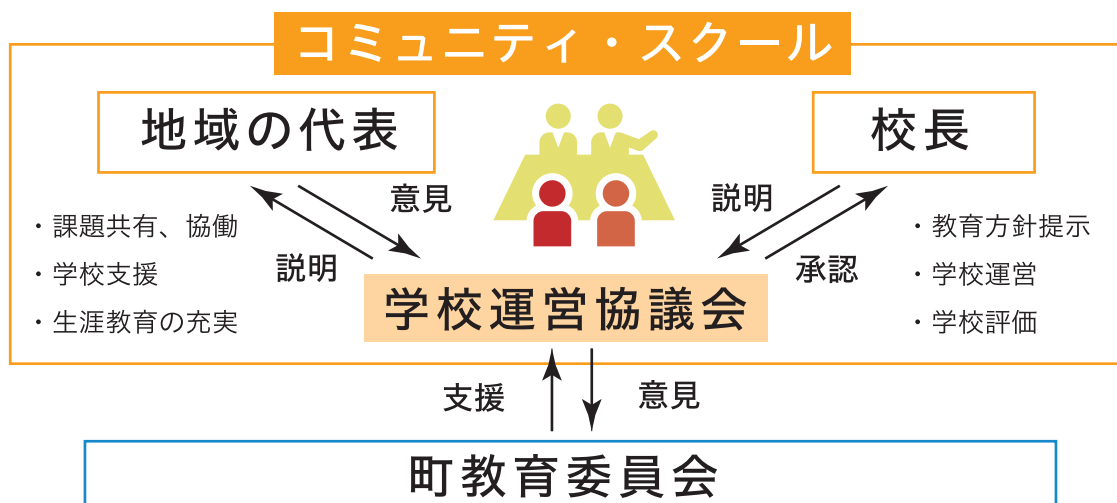 コミュニティ・スクール
地域の代表
校長
意見
説明
説明
承認
・課題共有、協働
・学校支援
・生涯教育の充実
・教育方針提示
・学校運営
・学校評価
学校運営協議会
支援
意見
町教育委員会